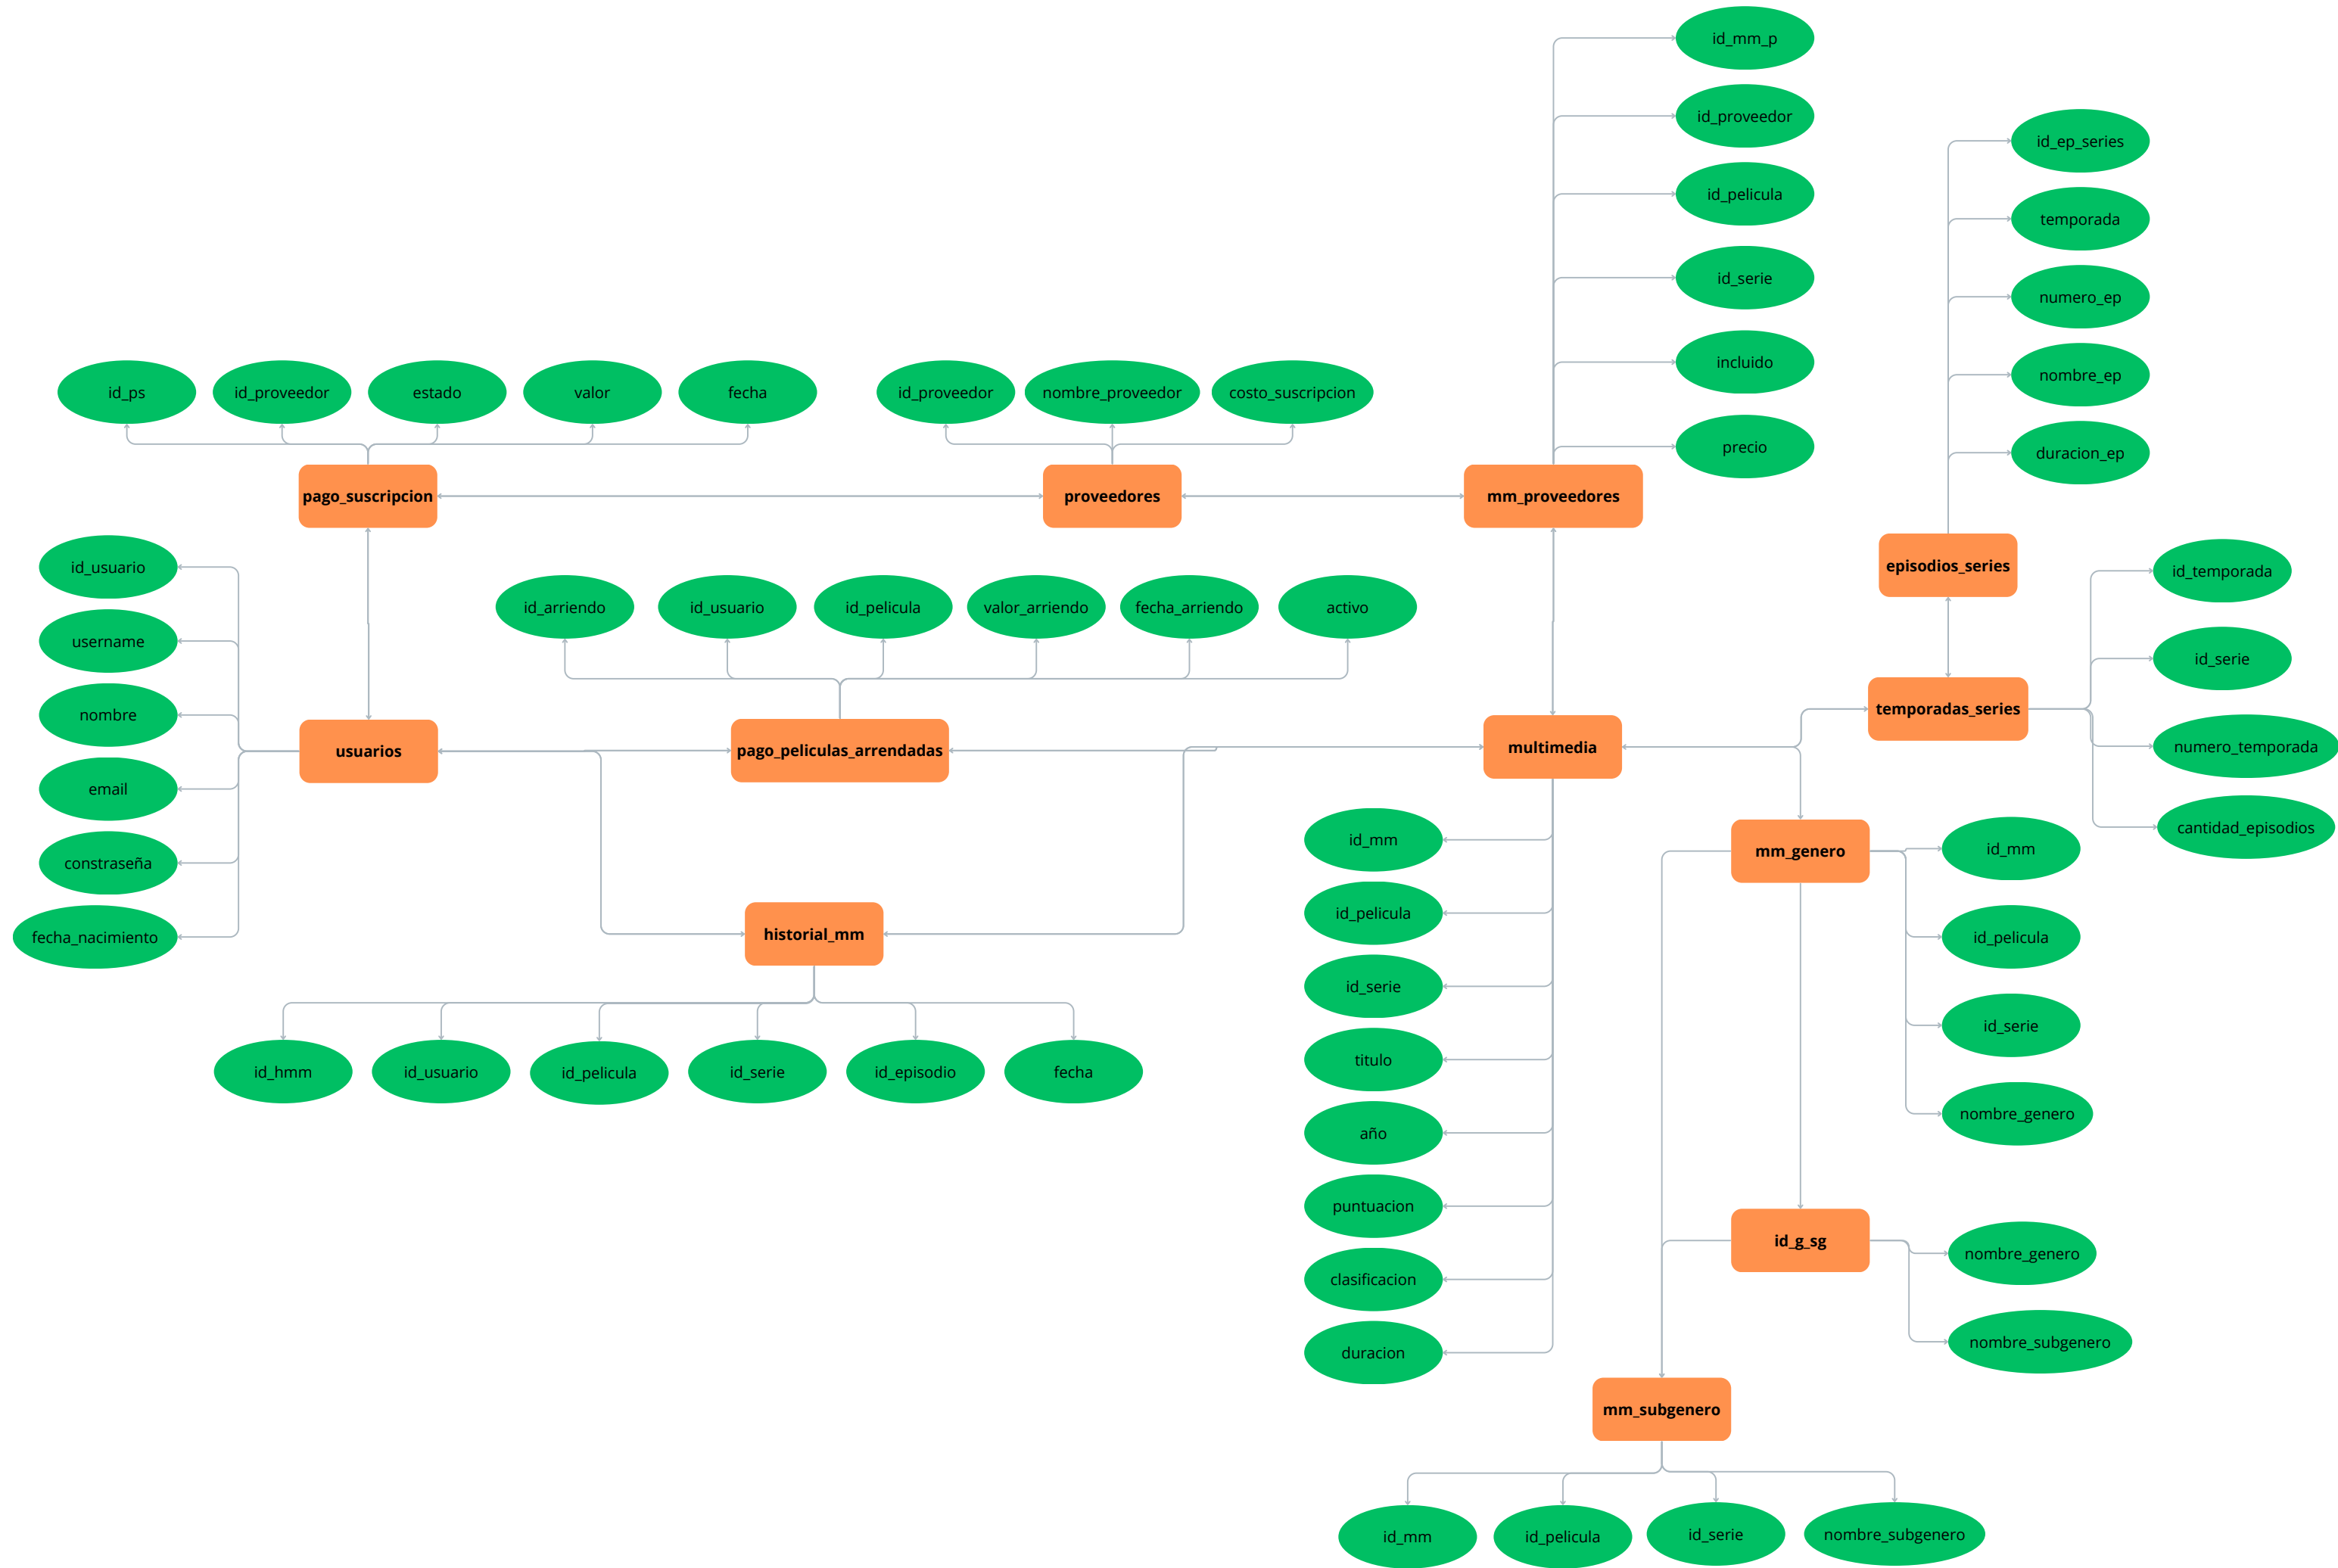 id_mm_p
id_proveedor
id_pelicula
id_serie
incluido
precio
id_ep_series
temporada
numero_ep
nombre_ep
duracion_ep
id_ps
id_proveedor
estado
valor
fecha
id_proveedor
nombre_proveedor
costo_suscripcion
pago_suscripcion
proveedores
mm_proveedores
episodios_series
id_usuario
username
nombre
email
constraseña
fecha_nacimiento
id_arriendo
id_usuario
id_pelicula
valor_arriendo
fecha_arriendo
activo
id_temporada
id_serie
numero_temporada
cantidad_episodios
temporadas_series
usuarios
pago_peliculas_arrendadas
multimedia
id_mm
id_pelicula
id_serie
titulo
año
puntuacion
clasificacion
duracion
mm_genero
id_mm
id_pelicula
id_serie
nombre_genero
historial_mm
id_hmm
id_usuario
id_pelicula
id_serie
id_episodio
fecha
id_g_sg
nombre_genero
nombre_subgenero
mm_subgenero
id_mm
id_pelicula
id_serie
nombre_subgenero